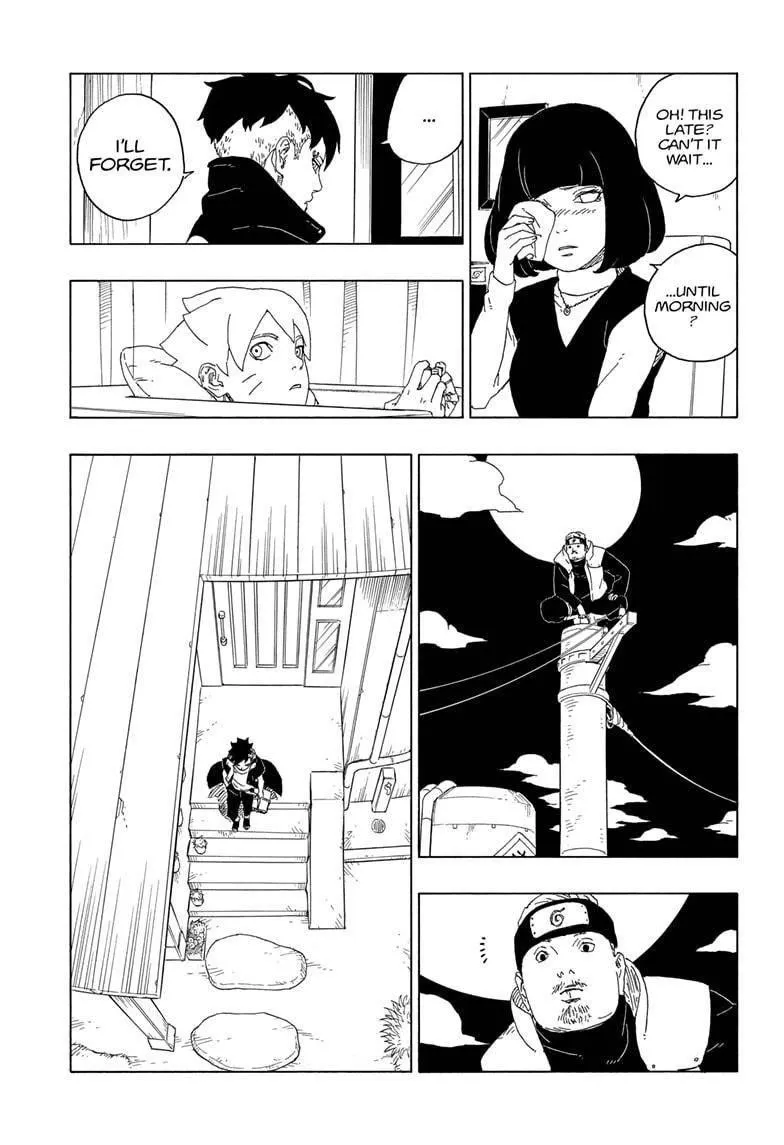 OH! THIS
LATE?
CAN'T IT
WAIT...
...UNTIL
MORNING
?
...
I'LL
FORGET.